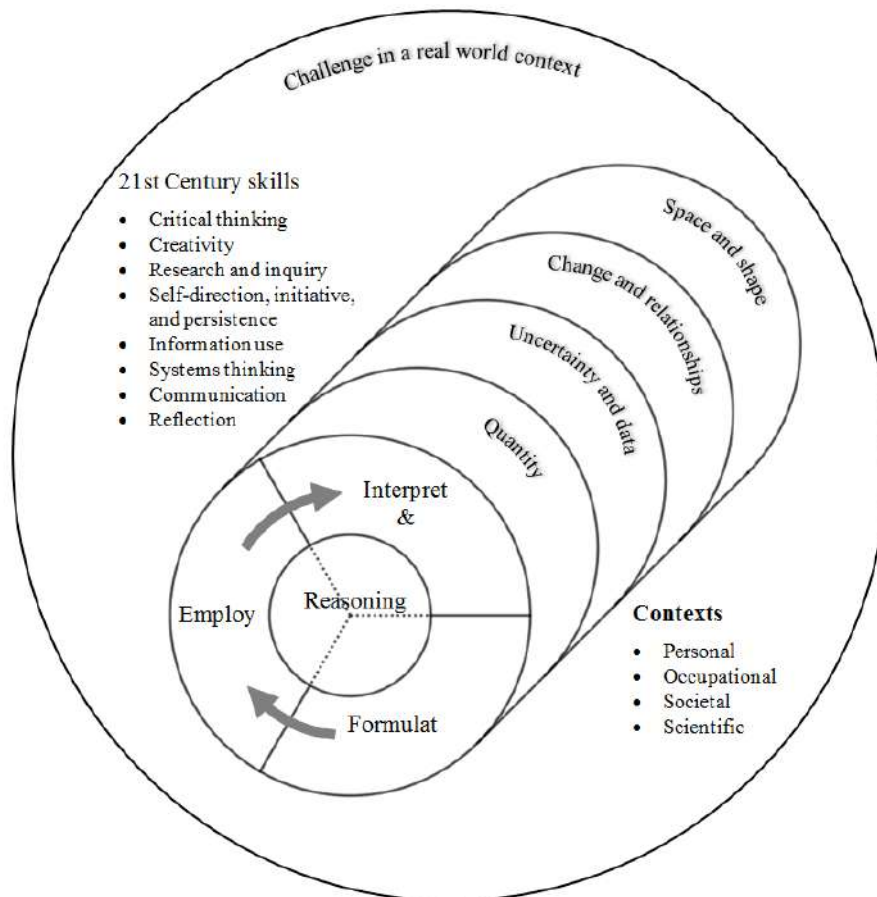 Challenge in a real world context
21st Century skills
• Critical thinking
• Creativity
• Research and inquiry
• Self-direction, initiative,
and persistence
• Information use
• Systems thinking
• Communication
• Reflection
Space and shape
Change and relationships
Uncertainty and data
Quantity
Interpret
&
Reasoning
Employ
Formulat
Contexts
• Personal
• Occupational
• Societal
• Scientific